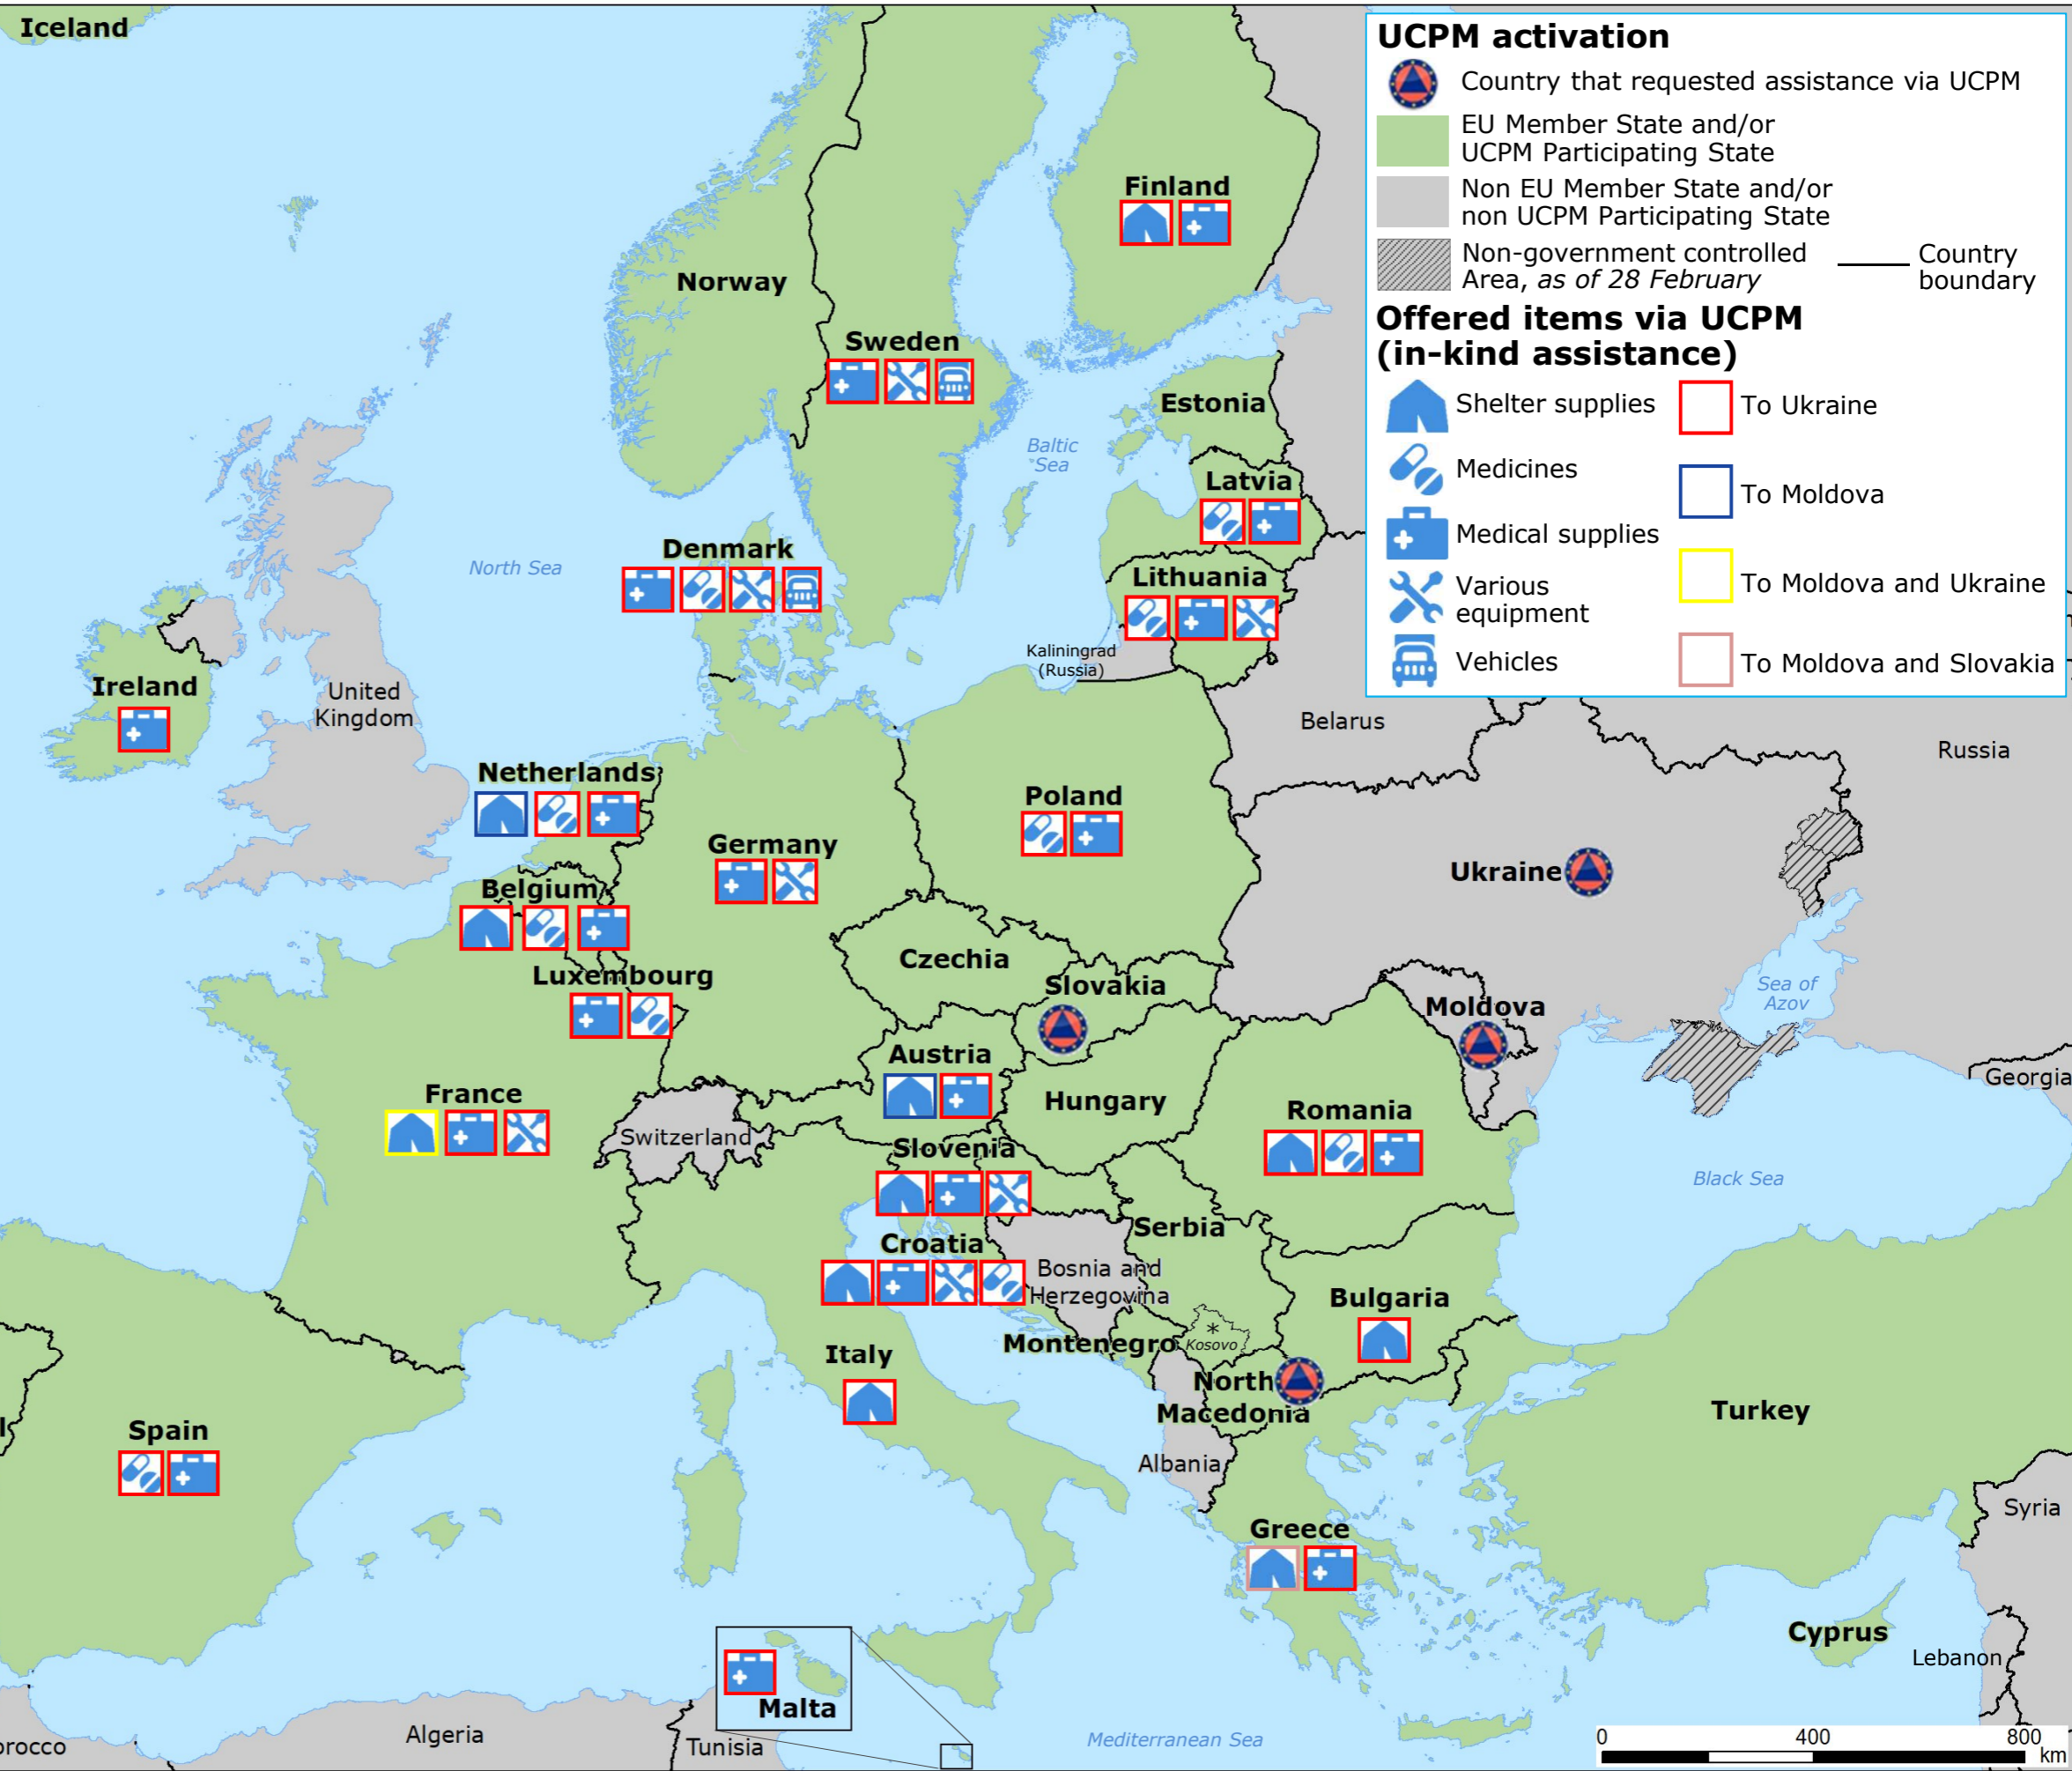 Iceland
UCPM activation
Country that requested assistance via UCPM
EU Member State and/or
UCPM Participating State
Non EU Member State and/or
non UCPM Participating State
Non-government controlled
Area, as of 28 February
Country
boundary
Offered items via UCPM
(in-kind assistance)
Shelter supplies
To Ukraine
Medicines
To Moldova
Medical supplies
Various
equipment
To Moldova and Ukraine
Vehicles
To Moldova and Slovakia
Finland
Norway
Sweden
Estonia
Baltic
Sea
Latvia
Denmark
North Sea
Lithuania
Kaliningrad
(Russia)
Ireland
United
Kingdom
Belarus
Russia
Netherlands
Poland
Germany
Ukraine
Belgium
Czechia
Luxembourg
Slovakia
Sea of
Azov
Moldova
Austria
Georgia
France
Hungary
Romania
Switzerland
Slovenia
Black Sea
Serbia
Croatia
Bosnia and
Herzegovina
Bulgaria
Montenegro
*
Kosovo
Italy
North
Macedonia
Turkey
Spain
l
Albania
Syria
Greece
Cyprus
Lebanon
Malta
Algeria
Tunisia
orocco
Mediterranean Sea
0 400 800
km